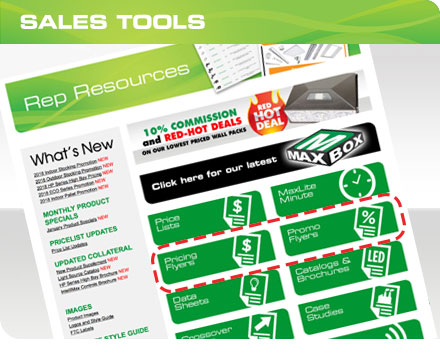 SALES TOOLS
Rep Resources
10% COMMISSION
and RED-HOT DEALS
ON OUR LOWEST PRICED WALL PACKS
RED
HOT
DEAL
What's New
2018 Indoor Stocking Promotion NEW
2018 Outdoor Stocking Promotion NEW
2018 HP Series High Bay Pricing NEW
2018 ECO Series Promotion NEW
2018 Indoor Pallet Promotion NEW
MONTHLY PRODUCT
SPECIALS
January Product Specials NEW
PRICELIST UPDATES
Price List Updates
UPDATED COLLATERAL
New Product Supplement NEW
Light Source Catalog NEW
HP Series High Bay Brochure NEW
IntelliMax Controls Brochure NEW
IMAGES
Product Images
Logos and Style Guide
FTC Labels
STYLE GUIDE
Click here for our latest
M
MAX BOX
Price
Lists
$
MaxLite
Minute
Pricing
Flyers
$
Promo
Flyers
%
Data
Sheets
Catalogs &
Brochures
LED
Crossover
Case
Studies